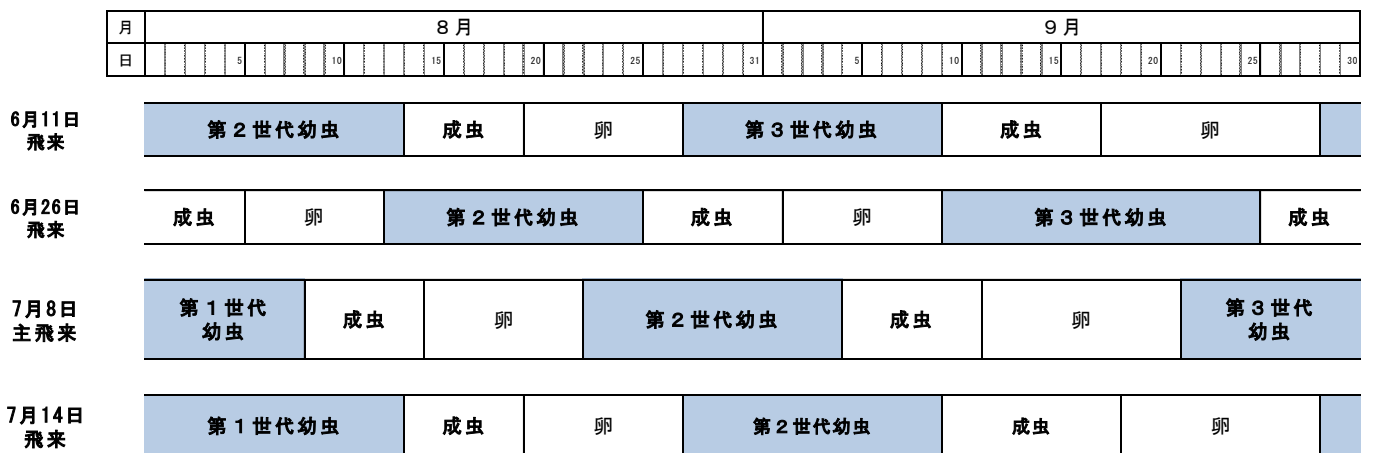 月 8月 9月
日 5 10 15 20 25 31 5 10 15 20 25 30
6月11日
飛来
第2世代幼虫 成虫 卵 第3世代幼虫 成虫 卵
6月26日
飛来
成虫 卵 第2世代幼虫 成虫 卵 第3世代幼虫 成虫
7月8日
主飛来
第1世代
幼虫
成虫 卵 第2世代幼虫 成虫 卵
第3世代
幼虫
7月14日
飛来
第1世代幼虫 成虫 卵 第2世代幼虫 成虫 卵